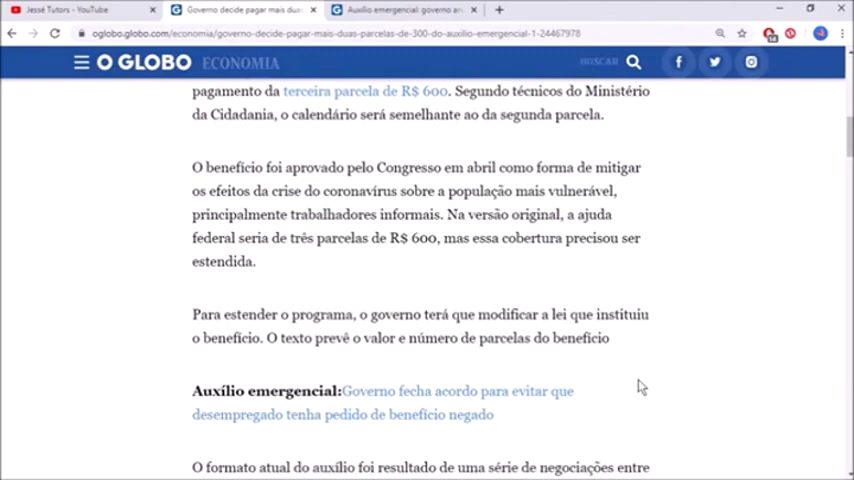 Jessé Tutors - YouTube
Governo decide pagar mais duas
Auxílio emergencial: governo an
oglobo.globo.com/economia/governo-decide-pagar-mais-duas-parcelas-de-300-do-auxilio-emergencial-1-24467978
O GLOBO ECONOMIA
BUSCAR
pagamento da terceira parcela de R$ 600. Segundo técnicos do Ministério
da Cidadania, o calendário será semelhante ao da segunda parcela.
O benefício foi aprovado pelo Congresso em abril como forma de mitigar
os efeitos da crise do coronavírus sobre a população mais vulnerável,
principalmente trabalhadores informais. Na versão original, a ajuda
federal seria de três parcelas de R$ 600, mas essa cobertura precisou ser
estendida.
Para estender o programa, o governo terá que modificar a lei que instituiu
o benefício. O texto prevê o valor e número de parcelas do benefício
Auxílio emergencial:Governo fecha acordo para evitar que
desempregado tenha pedido de benefício negado
O formato atual do auxílio foi resultado de uma série de negociações entre